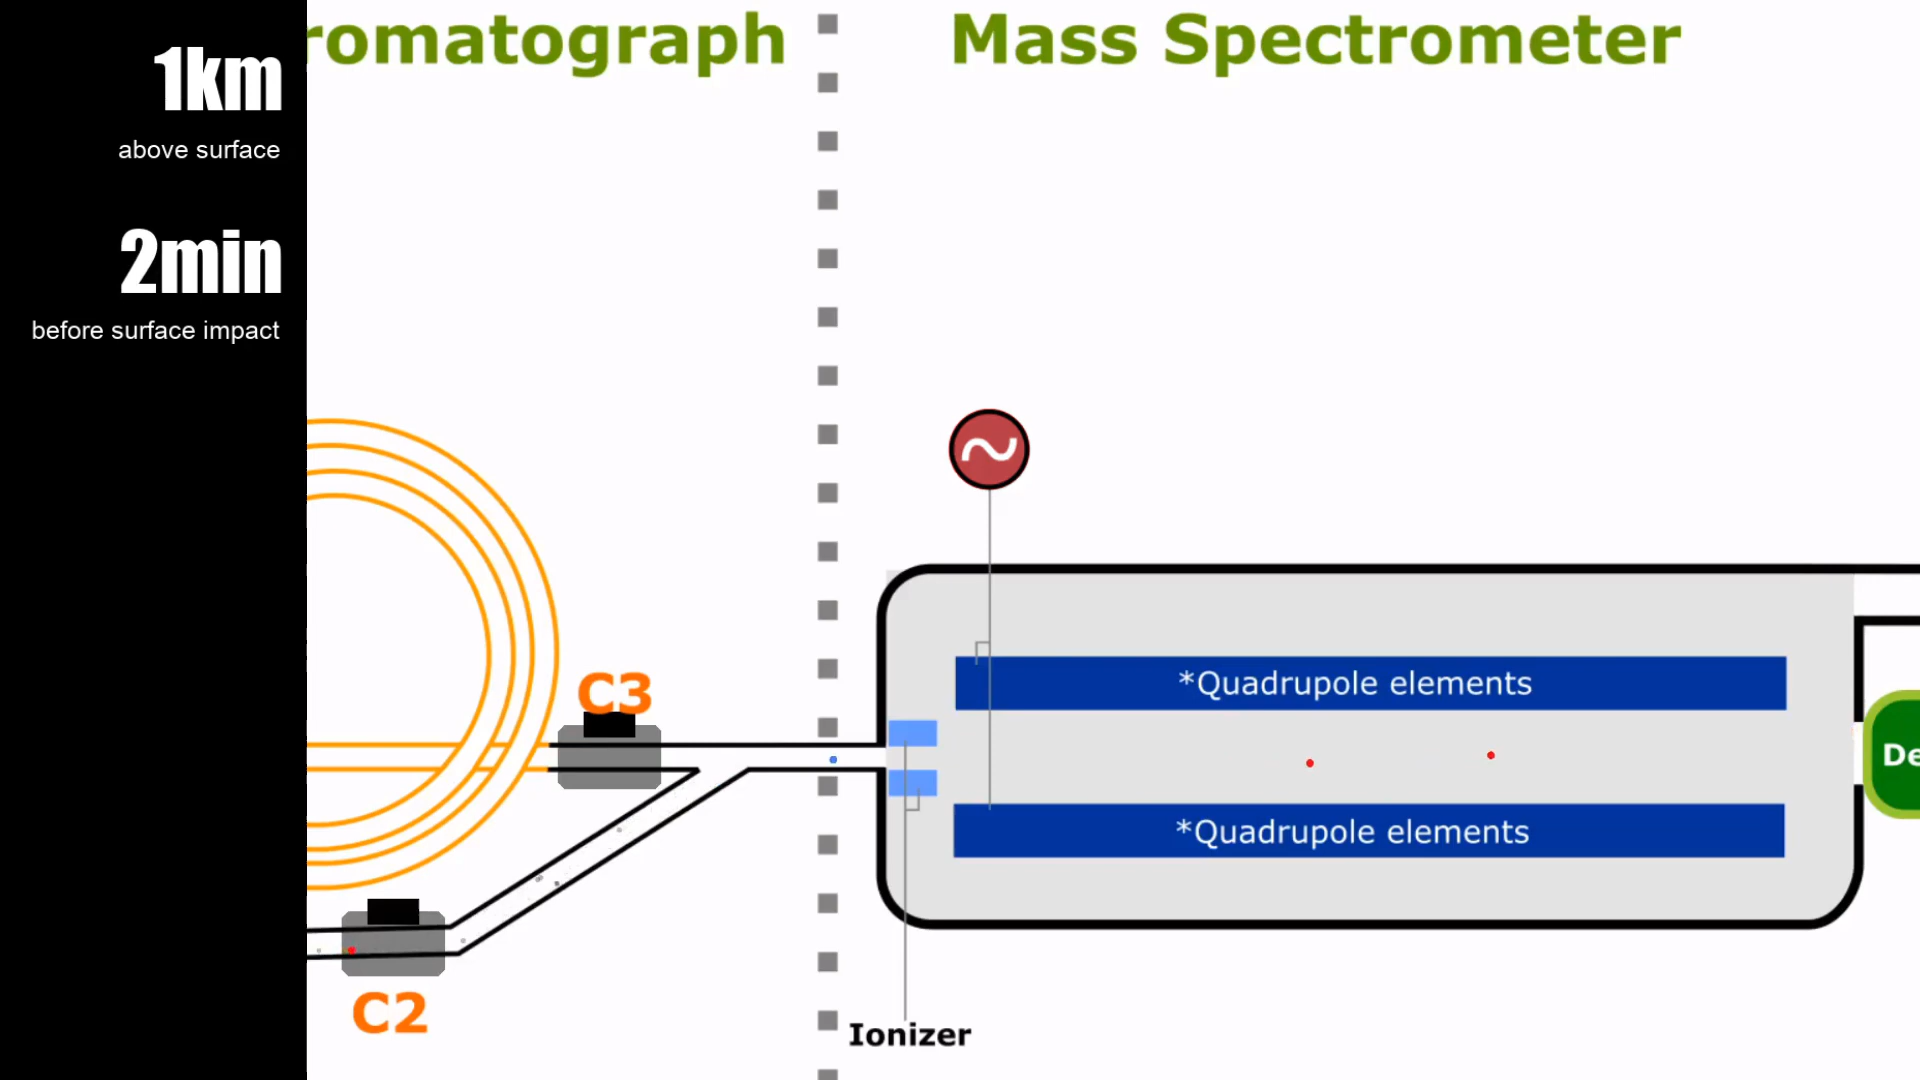 1km
above surface
2min
before surface impact
romatograph
Mass Spectrometer
*Quadrupole elements
C3
De
*Quadrupole elements
C2
Ionizer